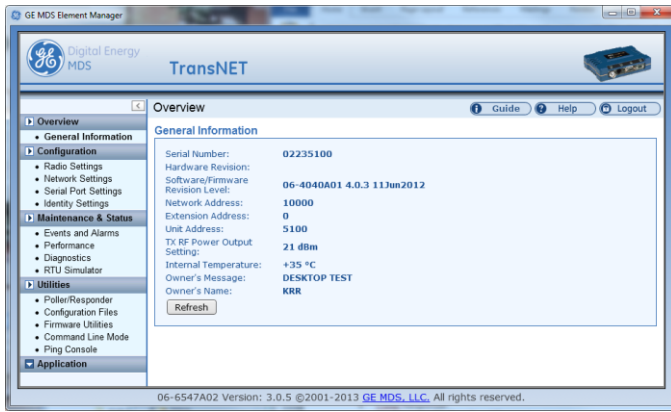 GE MDS Element Manager
Digital Energy
MDS
TransNET
Overview
Guide
Help
Logout
Overview
General Information
Configuration
Radio Settings
Network Settings
Serial Port Settings
Identity Settings
Maintenance & Status
Events and Alarms
Performance
Diagnostics
RTU Simulator
Utilities
Poller/Responder
Configuration Files
Firmware Utilities
Command Line Mode
Ping Console
Application
General Information
Serial Number: 02235100
Hardware Revision:
Software/Firmware
Revision Level: 06-4040A01 4.0.3 11Jun2012
Network Address: 10000
Extension Address: 0
Unit Address: 5100
TX RF Power Output
Setting: 21 dBm
Internal Temperature: +35 °C
Owner's Message: DESKTOP TEST
Owner's Name: KRR
Refresh
06-6547A02 Version: 3.0.5 ©2001-2013 GE MDS, LLC. All rights reserved.